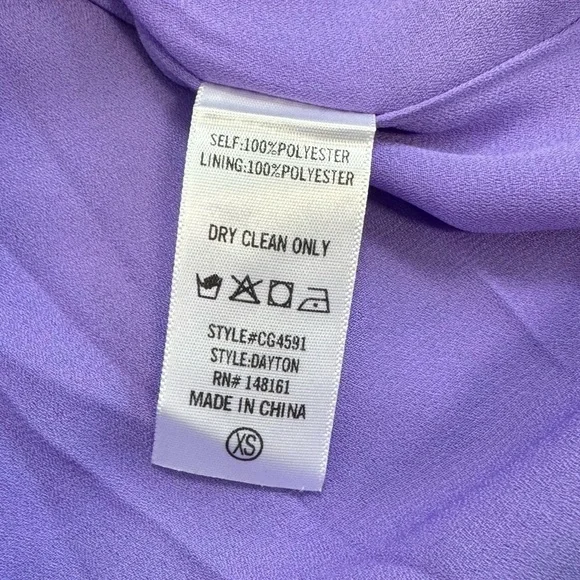 SELF:100%POLYESTER
LINING:100%POLYESTER
DRY CLEAN ONLY
STYLE#CG4591
STYLE:DAYTON
RN# 148161
MADE IN CHINA
XS